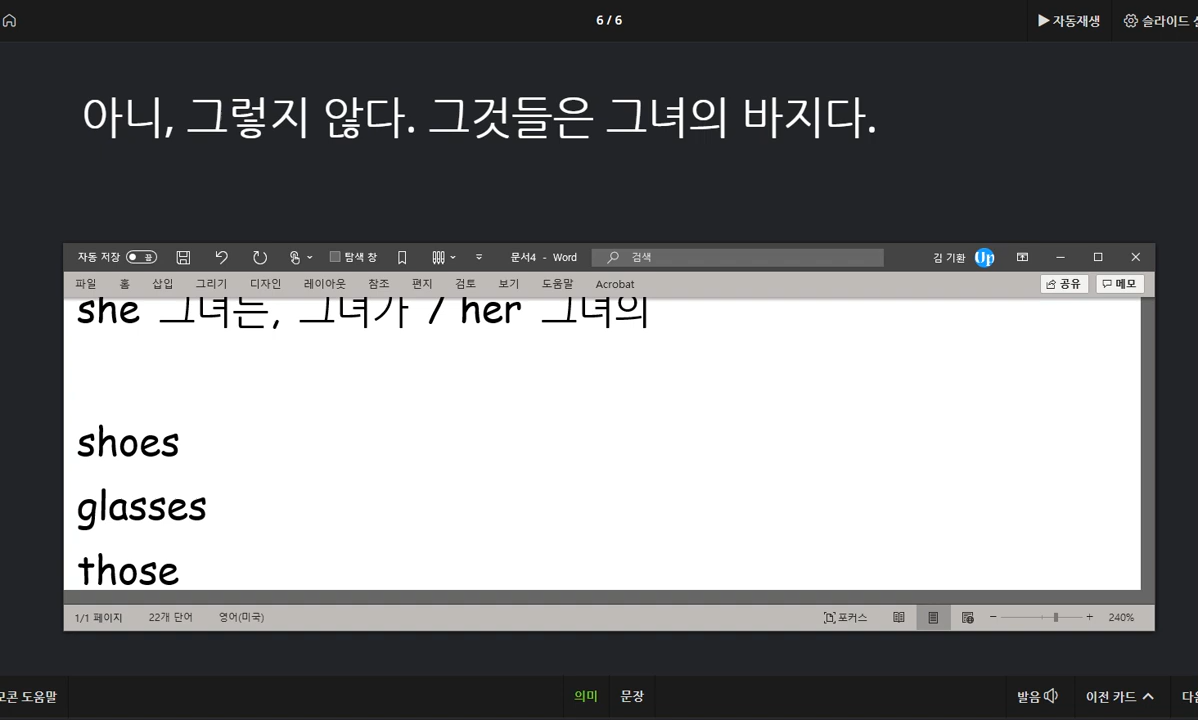 6 / 6
자동재생
슬라이드
아니, 그렇지 않다. 그것들은 그녀의 바지다.
자동 저장 끔 탐색 창 문서4 - Word 검색 김 기환 Up
파일 홈 삽입 그리기 디자인 레이아웃 참조 편지 검토 보기 도움말 Acrobat 공유 메모
she 그녀는, 그녀가 / her 그녀의
shoes
glasses
those
1/1 페이지 22개 단어 영어(미국) 포커스 240%
도움말 의미 문장 발음 이전 카드